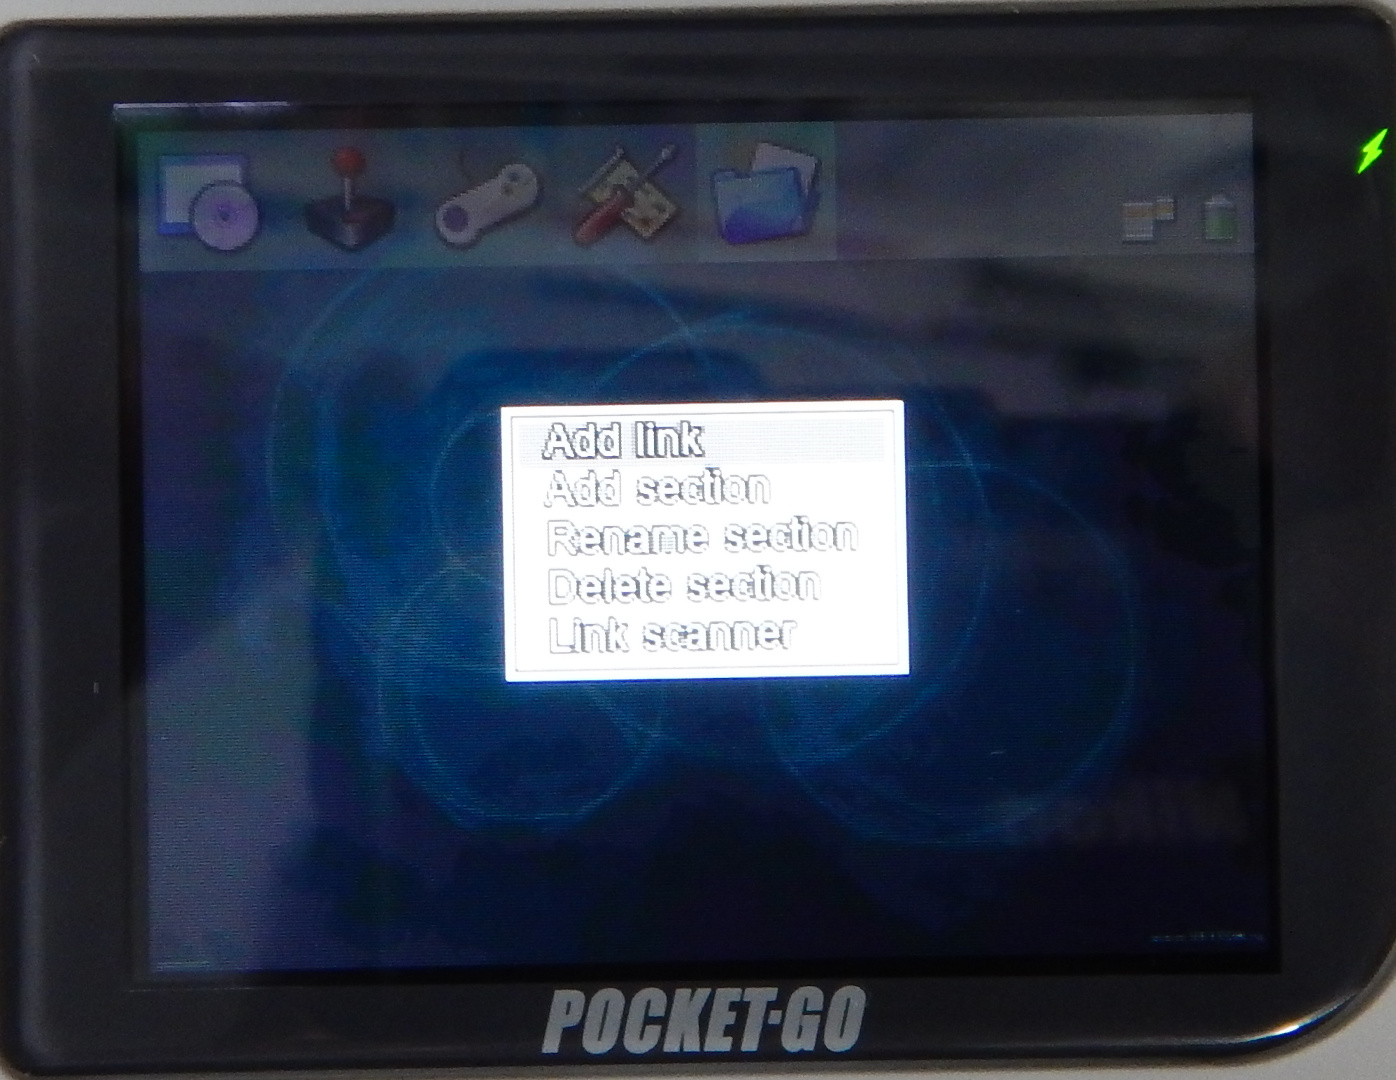 Add link
Add section
Rename section
Delete section
Link scanner
POCKET-GO